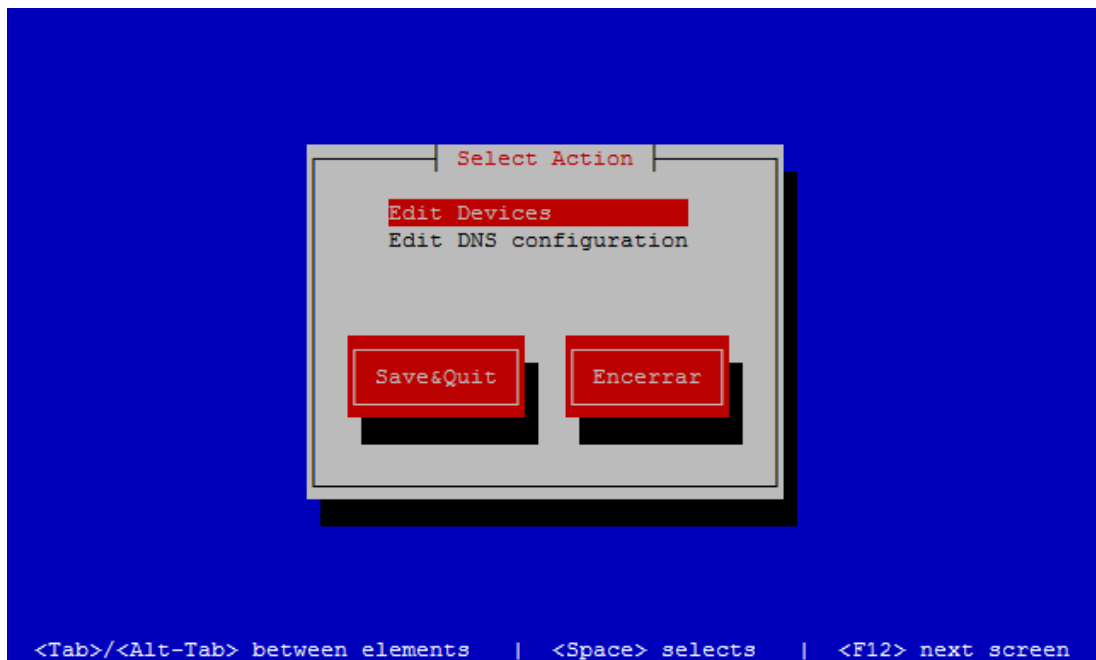 Select Action
Edit Devices
Edit DNS configuration
Save&Quit
Encerrar
<Tab>/<Alt-Tab> between elements | <Space> selects | <F12> next screen